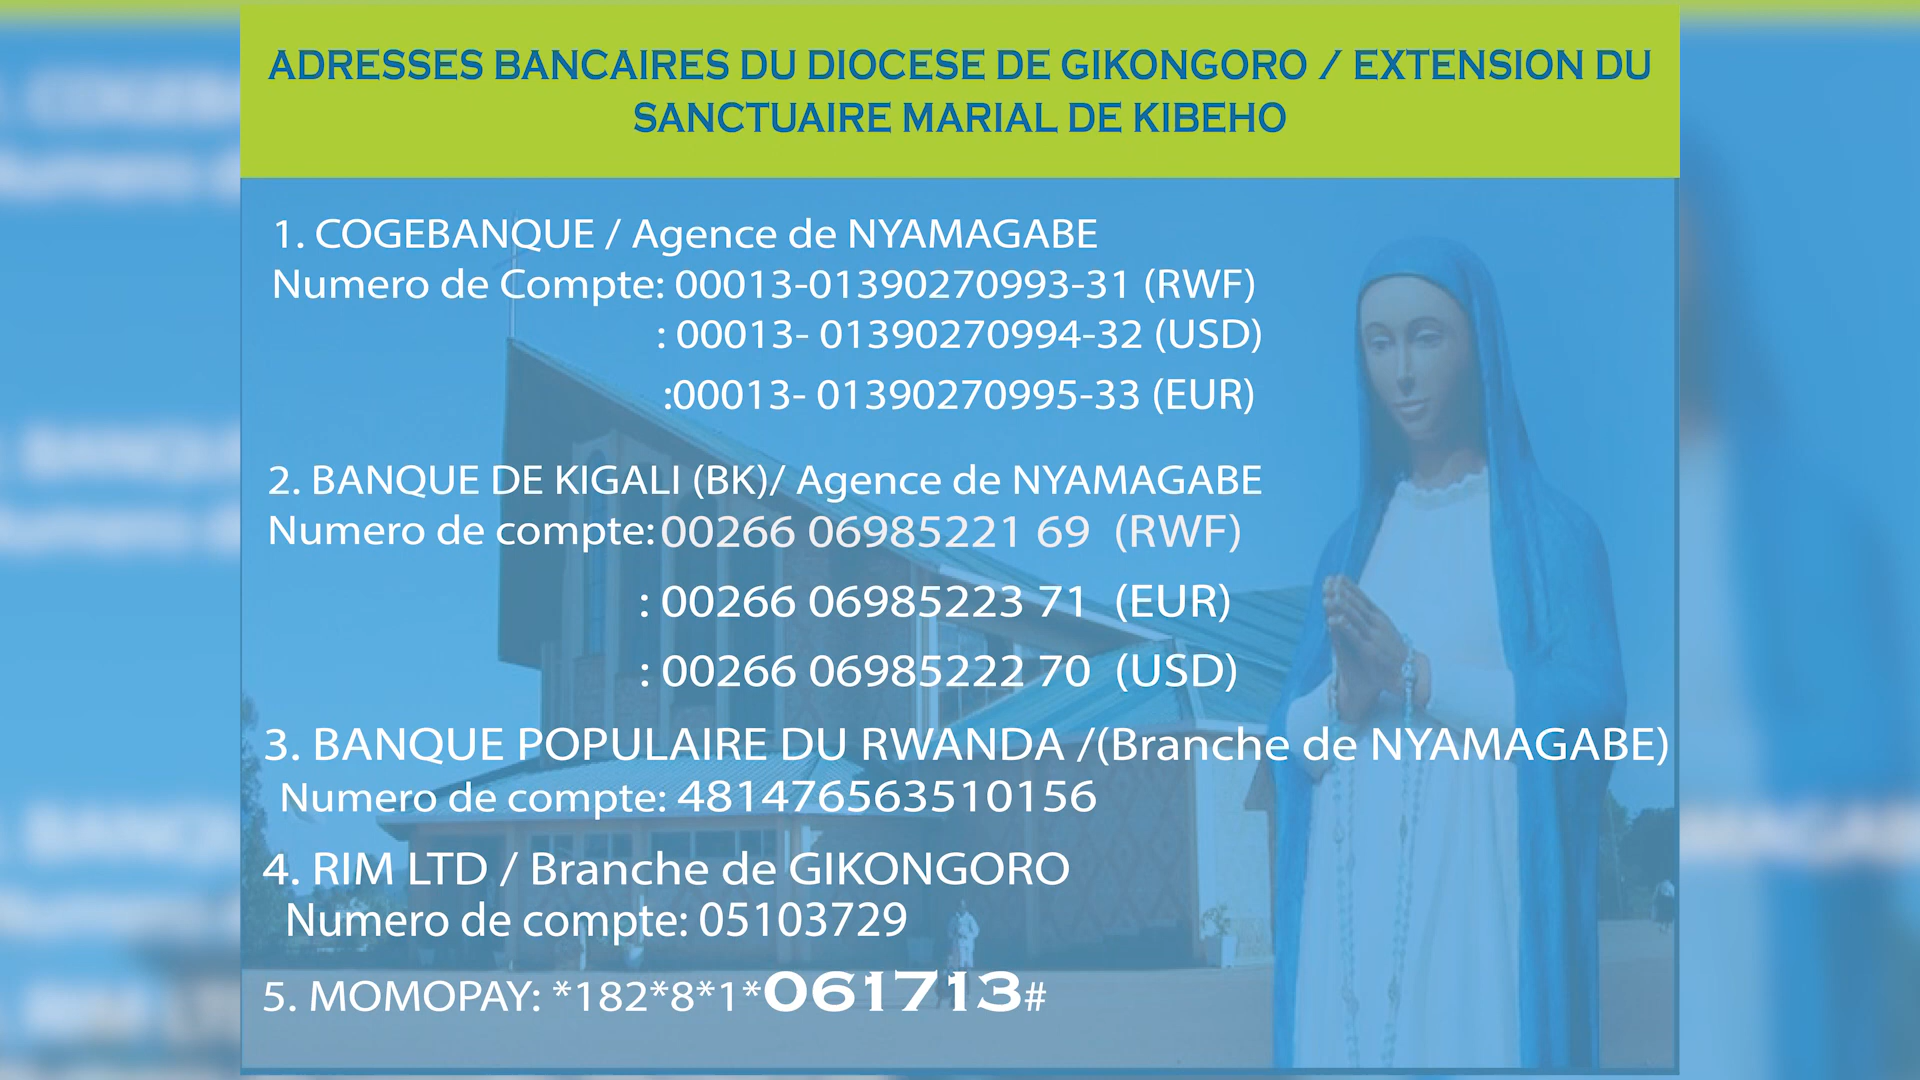 ADRESSES BANCAIRES DU DIOCESE DE GIKONGORO / EXTENSION DU
SANCTUAIRE MARIAL DE KIBEHO
1. COGEBANQUE / Agence de NYAMAGABE
Numero de Compte: 00013-01390270993-31 (RWF)
: 00013- 01390270994-32 (USD)
:00013- 01390270995-33 (EUR)
2. BANQUE DE KIGALI (BK)/ Agence de NYAMAGABE
Numero de compte: 00266 06985221 69 (RWF)
: 00266 06985223 71 (EUR)
: 00266 06985222 70 (USD)
3. BANQUE POPULAIRE DU RWANDA /(Branche de NYAMAGABE)
Numero de compte: 481476563510156
4. RIM LTD / Branche de GIKONGORO
Numero de compte: 05103729
5. MOMOPAY: *182*8*1*061713#